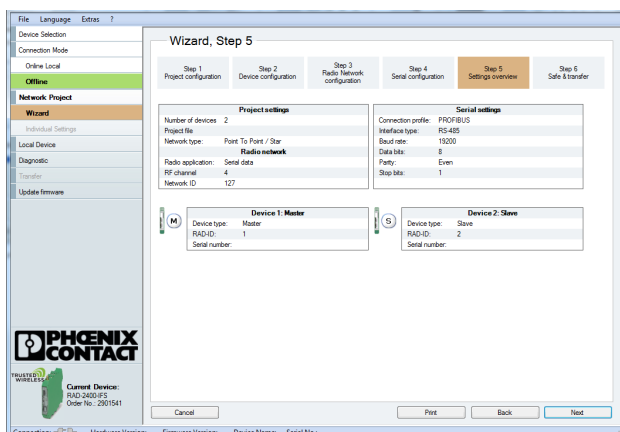 File Language Extras ?
Device Selection
Connection Mode
Online Local
Offline
Network Project
Wizard
Individual Settings
Local Device
Diagnostic
Transfer
Update firmware
PHŒNIX
CONTACT
TRUSTED
WIRELESS
Current Device:
RAD-2400-IFS
Order No.: 2901541
Wizard, Step 5
Step 1
Project configuration
Step 2
Device configuration
Step 3
Radio Network
configuration
Step 4
Serial configuration
Step 5
Settings overview
Step 6
Safe & transfer
Project settings
Number of devices 2
Project file
Network type: Point To Point / Star
Radio network
Radio application: Serial data
RF channel 4
Network ID 127
Serial settings
Connection profile: PROFIBUS
Interface type: RS-485
Baud rate: 19200
Data bits: 8
Parity: Even
Stop bits: 1
M
Device 1: Master
Device type: Master
RAD-ID: 1
Serial number:
S
Device 2: Slave
Device type: Slave
RAD-ID: 2
Serial number:
Cancel Print Back Next